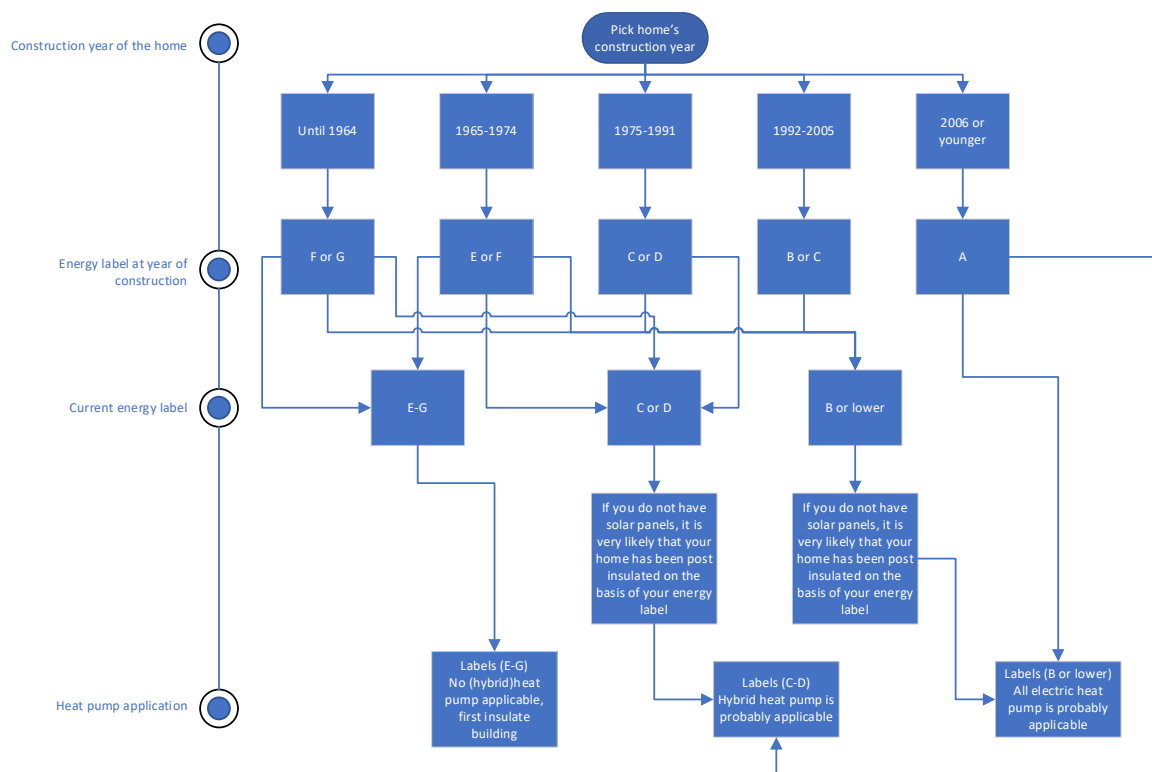 Construction year of the home
Pick home's
construction year
Until 1964
1965-1974
1975-1991
1992-2005
2006 or
younger
Energy label at year of
construction
F or G
E or F
C or D
B or C
A
Current energy label
E-G
C or D
B or lower
If you do not have
solar panels, it is
very likely that your
home has been post
insulated on the
basis of your energy
label
If you do not have
solar panels, it is
very likely that your
home has been post
insulated on the
basis of your energy
label
Heat pump application
Labels (E-G)
No (hybrid)heat
pump applicable,
first insulate
building
Labels (C-D)
Hybrid heat pump is
probably applicable
Labels (B or lower)
All electric heat
pump is probably
applicable